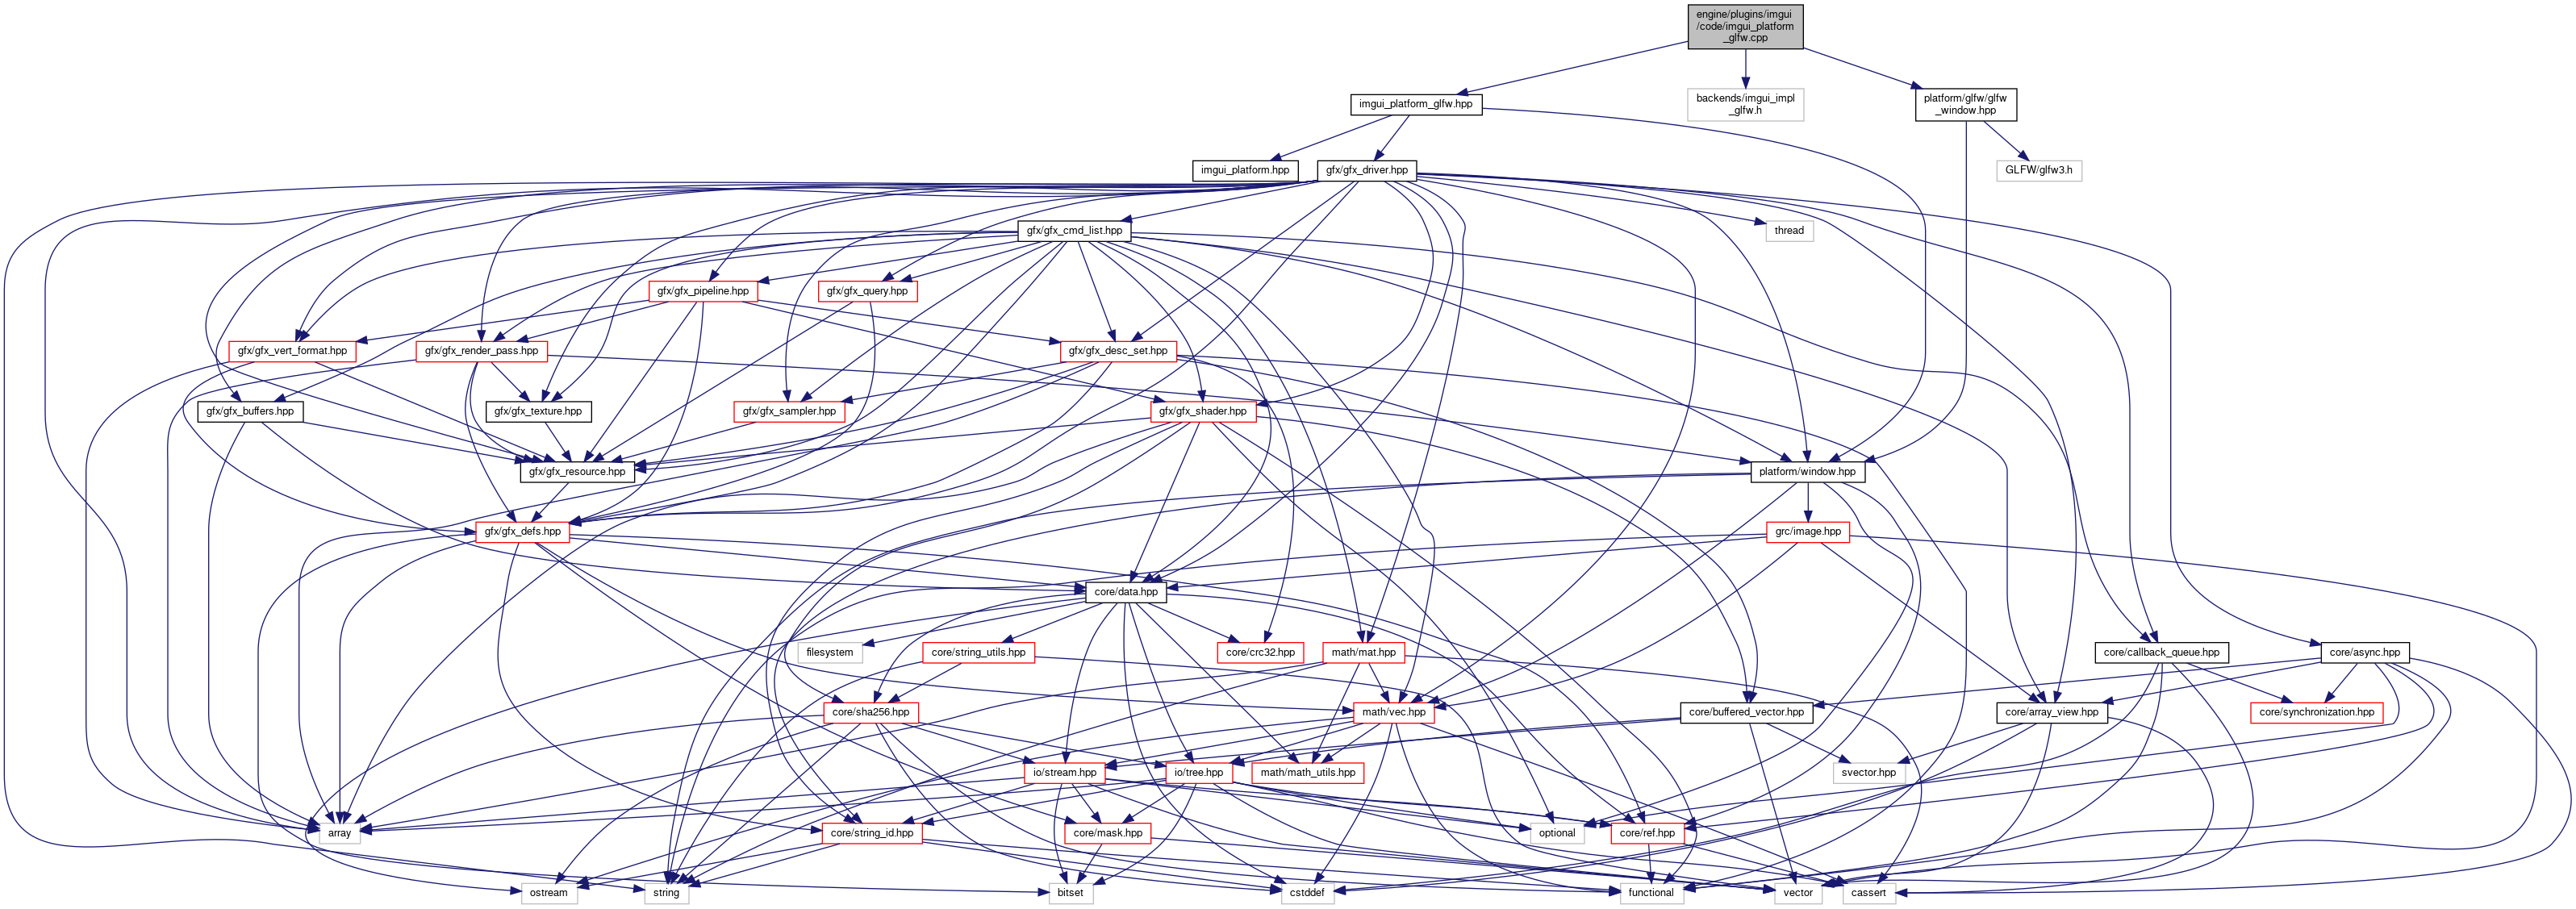 engine/plugins/imgui
/code/imgui_platform
_glfw.cpp
imgui_platform_glfw.hpp
backends/imgui_impl
_glfw.h
platform/glfw/glfw
_window.hpp
imgui_platform.hpp
gfx/gfx_driver.hpp
GLFW/glfw3.h
gfx/gfx_cmd_list.hpp
thread
gfx/gfx_pipeline.hpp
gfx/gfx_query.hpp
gfx/gfx_vert_format.hpp
gfx/gfx_render_pass.hpp
gfx/gfx_desc_set.hpp
gfx/gfx_buffers.hpp
gfx/gfx_texture.hpp
gfx/gfx_sampler.hpp
gfx/gfx_shader.hpp
gfx/gfx_resource.hpp
platform/window.hpp
gfx/gfx_defs.hpp
grc/image.hpp
core/data.hpp
filesystem
core/string_utils.hpp
core/crc32.hpp
math/mat.hpp
core/callback_queue.hpp
core/async.hpp
core/sha256.hpp
math/vec.hpp
core/buffered_vector.hpp
core/array_view.hpp
core/synchronization.hpp
io/stream.hpp
io/tree.hpp
math/math_utils.hpp
svector.hpp
array
core/string_id.hpp
core/mask.hpp
optional
core/ref.hpp
ostream
string
bitset
cstddef
functional
vector
cassert